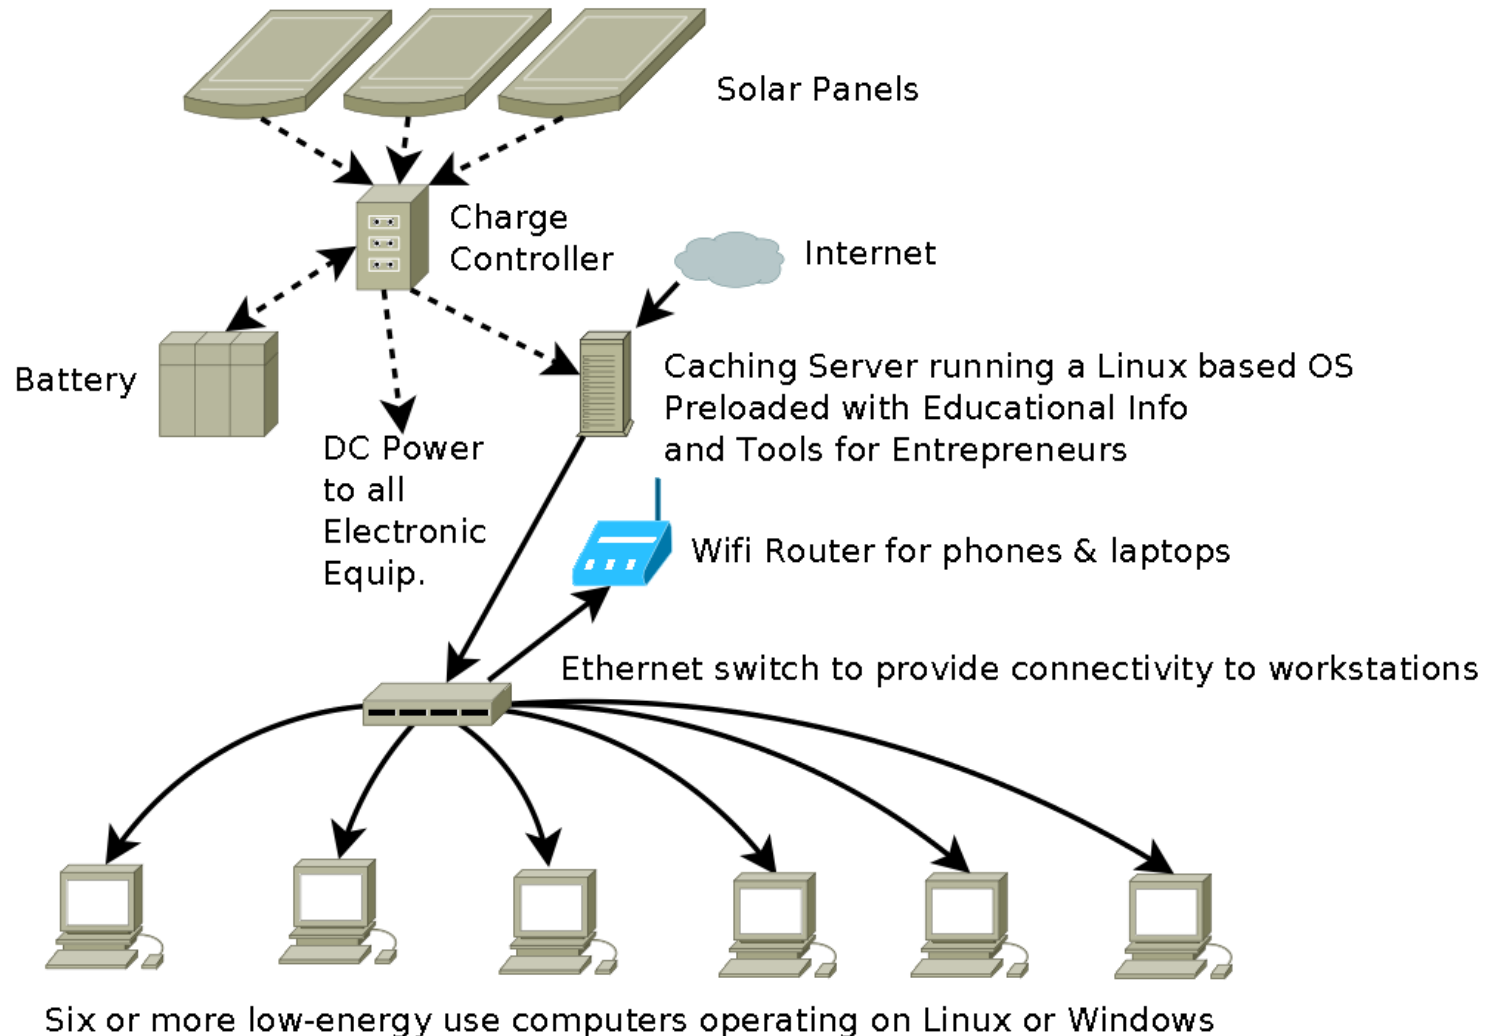 Solar Panels
Charge
Controller
Internet
Battery
Caching Server running a Linux based OS
Preloaded with Educational Info
and Tools for Entrepreneurs
DC Power
to all
Electronic
Equip.
Wifi Router for phones & laptops
Ethernet switch to provide connectivity to workstations
Six or more low-energy use computers operating on Linux or Windows